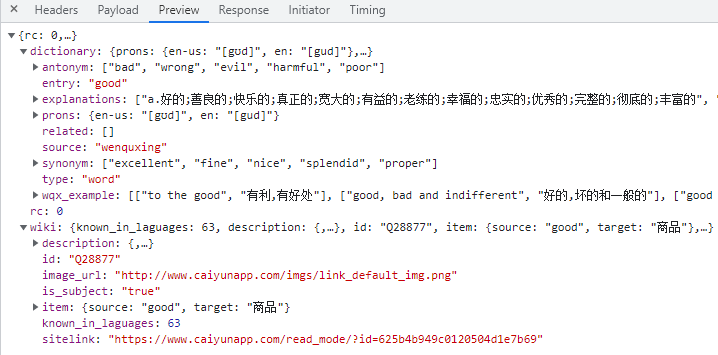 Headers Payload Preview Response Initiator Timing
{rc: 0,…}
dictionary: {prons: {en-us: "[gʊd]", en: "[gud]"},…}
antonym: ["bad", "wrong", "evil", "harmful", "poor"]
entry: "good"
explanations: ["a.好的;善良的;快乐的;真正的;宽大的;有益的;老练的;幸福的;忠实的;优秀的;完整的;彻底的;丰富的", "
prons: {en-us: "[gʊd]", en: "[gud]"}
related: []
source: "wenquxing"
synonym: ["excellent", "fine", "nice", "splendid", "proper"]
type: "word"
wqx_example: [["to the good", "有利,有好处"], ["good, bad and indifferent", "好的,坏的和一般的"], ["good
rc: 0
wiki: {known_in_laguages: 63, description: {,…}, id: "Q28877", item: {source: "good", target: "商品"},…}
description: {,…}
id: "Q28877"
image_url: "http://www.caiyunapp.com/imgs/link_default_img.png"
is_subject: "true"
item: {source: "good", target: "商品"}
known_in_laguages: 63
sitelink: "https://www.caiyunapp.com/read_mode/?id=625b4b949c0120504d1e7b69"